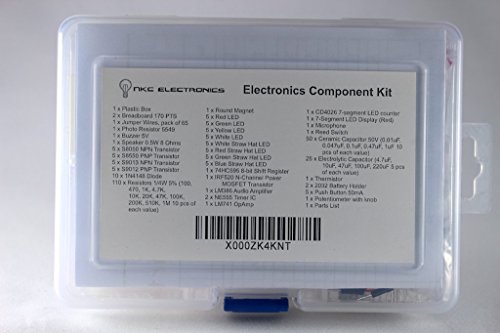 NKC ELECTRONICS
Electronics Component Kit
1 x Plastic Box
2 x Breadboard 170 PTS
1 x Jumper Wires, pack of 65
1 x Photo Resistor 5549
1 x Buzzer 5V
1 x Speaker 0.5W 8 Ohms
5 x S8050 NPN Transistor
5 x S8550 PNP Transistor
5 x S9013 NPN Transistor
5 x S9012 PNP Transistor
10 x 1N4148 Diode
110 x Resistors 1/4W 5% (100,
470, 1K, 4.7K,
10K, 20K, 47K, 100K,
200K, 510K, 1M 10 pcs of
each value)
1 x Round Magnet
5 x Red LED
5 x Green LED
5 x Yellow LED
5 x White LED
5 x White Straw Hat LED
5 x Red Straw Hat LED
5 x Green Straw Hat LED
5 x Blue Straw Hat LED
1 x 74HC595 8-bit Shift Register
1 x IRF520 N-Channel Power
MOSFET Transistor
1 x LM386 Audio Amplifier
2 x NE555 Timer IC
1 x LM741 OpAmp
1 x CD4026 7-segment LED counter
1 x 7-Segment LED Display (Red)
1 x Microphone
1 x Reed Switch
50 x Ceramic Capacitor 50V (0.01uF,
0.047uF, 0.1uF, 0.47uF, 1uF 10
pcs of each value)
25 x Electrolytic Capacitor (4.7uF,
10uF, 47uF, 100uF, 220uF 5 pcs
of each value)
1 x Thermistor
2 x 2032 Battery Holder
5 x Push Button 50mA
1 x Potentiometer with knob
1 x Parts List
X000ZK4KNT